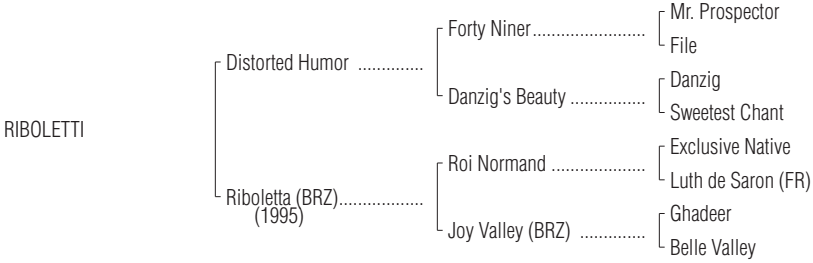 Mr. Prospector
Forty Niner........................
File
Distorted Humor ..............
Danzig
Danzig's Beauty ................
Sweetest Chant
RIBOLETTI
Exclusive Native
Roi Normand ....................
Luth de Saron (FR)
Riboletta (BRZ)..................
(1995)
Ghadeer
Joy Valley (BRZ) ..............
Belle Valley